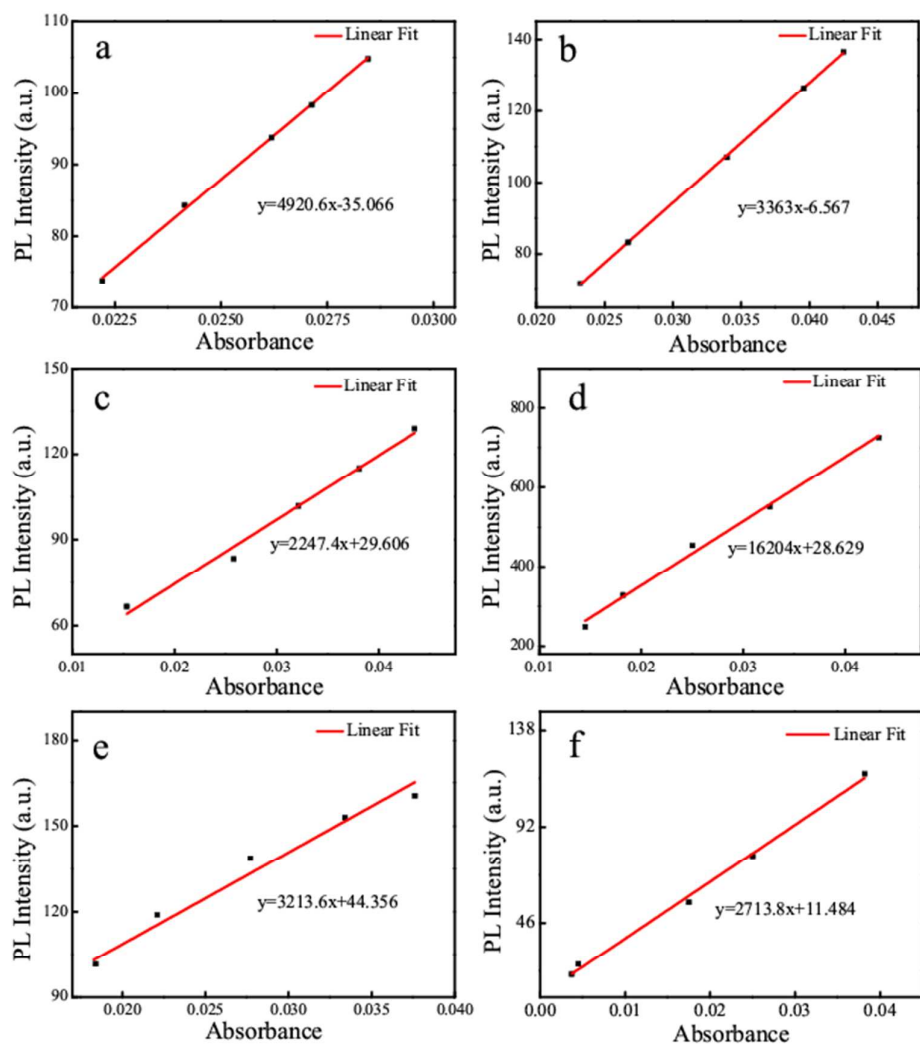 a
Linear Fit
110
100
90
80
70
PL Intensity (a.u.)
y=4920.6x-35.066
0.0225 0.0250 0.0275 0.0300
Absorbance
b
Linear Fit
140
120
100
80
PL Intensity (a.u.)
y=3363x-6.567
0.020 0.025 0.030 0.035 0.040 0.045
Absorbance
c
Linear Fit
150
120
90
60
PL Intensity (a.u.)
y=2247.4x+29.606
0.01 0.02 0.03 0.04
Absorbance
d
Linear Fit
800
600
400
200
PL Intensity (a.u.)
y=16204x+28.629
0.01 0.02 0.03 0.04
Absorbance
e
Linear Fit
180
150
120
90
PL Intensity (a.u.)
y=3213.6x+44.356
0.020 0.025 0.030 0.035 0.040
Absorbance
f
Linear Fit
138
92
46
PL Intensity (a.u.)
y=2713.8x+11.484
0.00 0.01 0.02 0.03 0.04
Absorbance